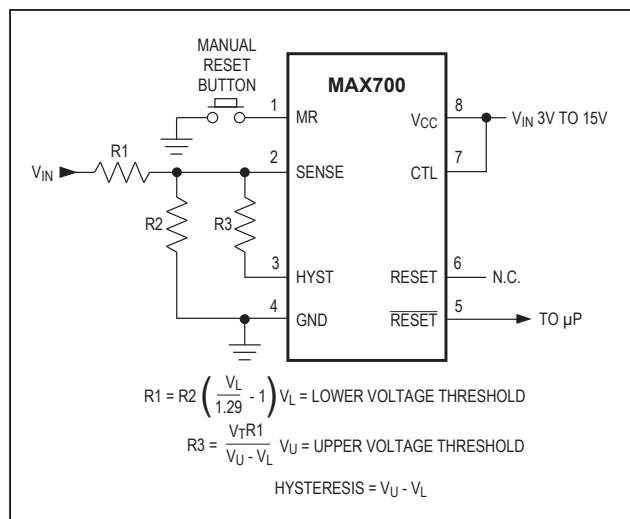 MANUAL
RESET
BUTTON
MAX700
1 MR
8 VCC
VIN 3V TO 15V
R1
VIN
2 SENSE
7 CTL
R2
R3
3 HYST
RESET 6 N.C.
4 GND
R̅E̅S̅E̅T̅ 5 TO µP
R1 = R2 (VL/1.29 - 1) VL = LOWER VOLTAGE THRESHOLD
R3 = VTR1/(VU - VL) VU = UPPER VOLTAGE THRESHOLD
HYSTERESIS = VU - VL